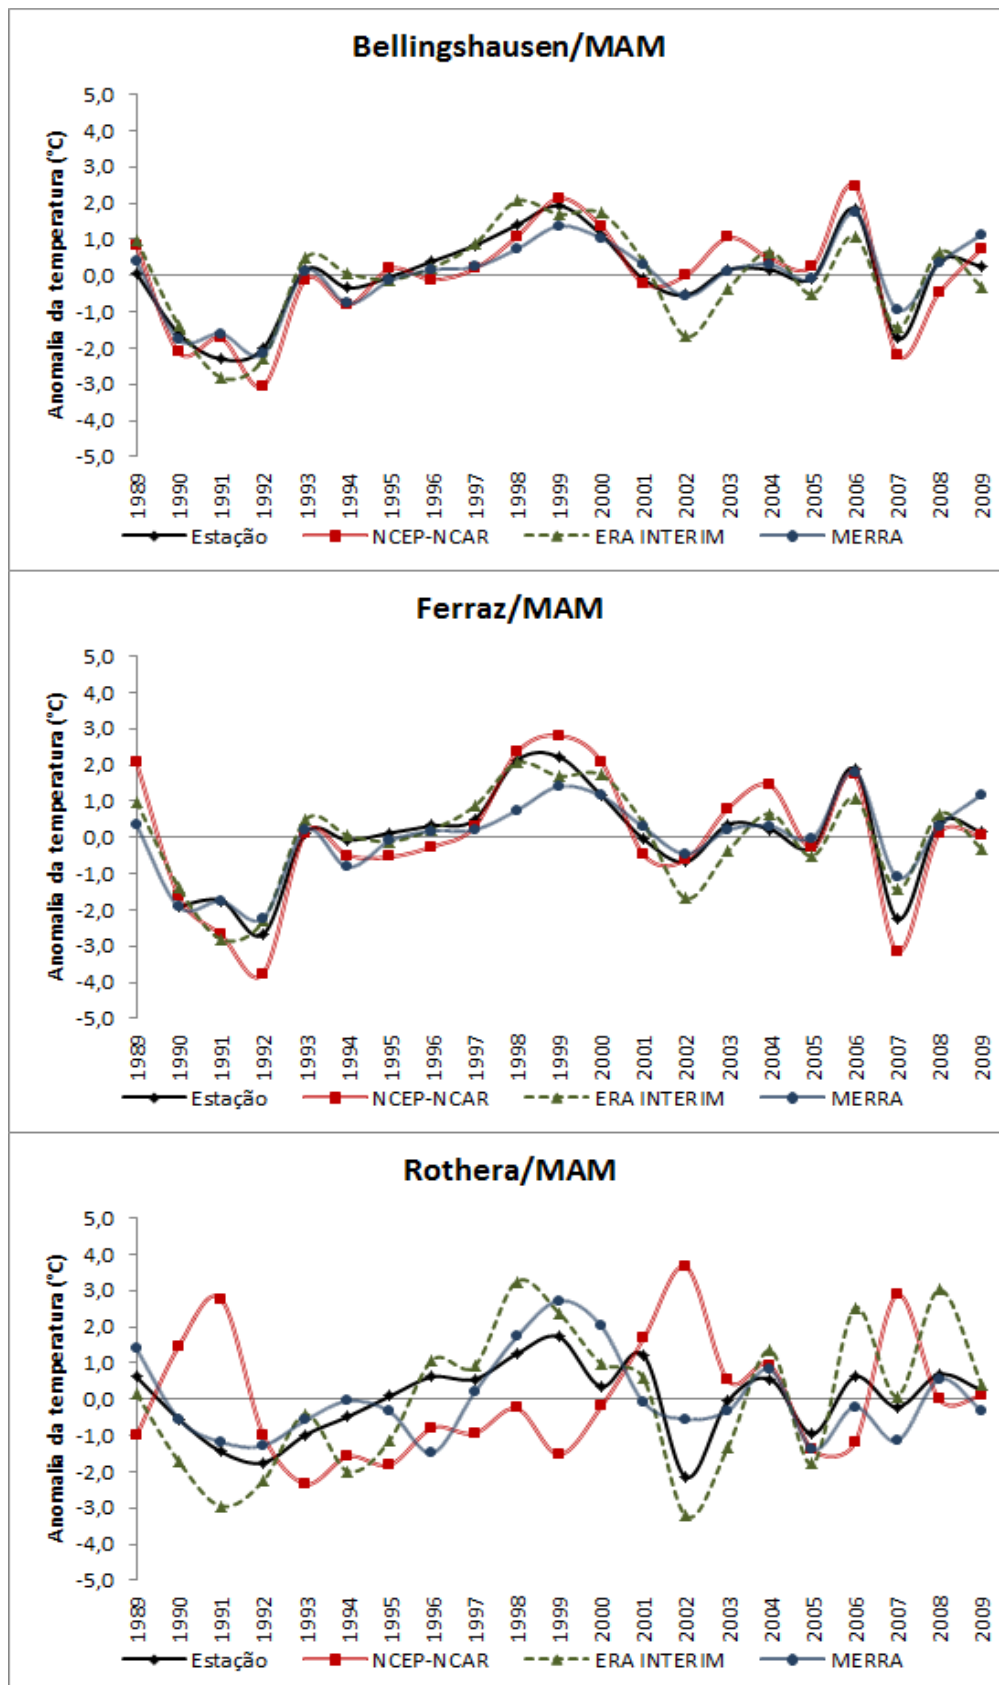 Bellingshausen/MAM
Anomalia da temperatura (°C)
5,0
4,0
3,0
2,0
1,0
0,0
-1,0
-2,0
-3,0
-4,0
-5,0
1989 1990 1991 1992 1993 1994 1995 1996 1997 1998 1999 2000 2001 2002 2003 2004 2005 2006 2007 2008 2009
Estação NCEP-NCAR ERA INTERIM MERRA
Ferraz/MAM
Anomalia da temperatura (°C)
5,0
4,0
3,0
2,0
1,0
0,0
-1,0
-2,0
-3,0
-4,0
-5,0
1989 1990 1991 1992 1993 1994 1995 1996 1997 1998 1999 2000 2001 2002 2003 2004 2005 2006 2007 2008 2009
Estação NCEP-NCAR ERA INTERIM MERRA
Rothera/MAM
Anomalia da temperatura (°C)
5,0
4,0
3,0
2,0
1,0
0,0
-1,0
-2,0
-3,0
-4,0
-5,0
1989 1990 1991 1992 1993 1994 1995 1996 1997 1998 1999 2000 2001 2002 2003 2004 2005 2006 2007 2008 2009
Estação NCEP-NCAR ERA INTERIM MERRA